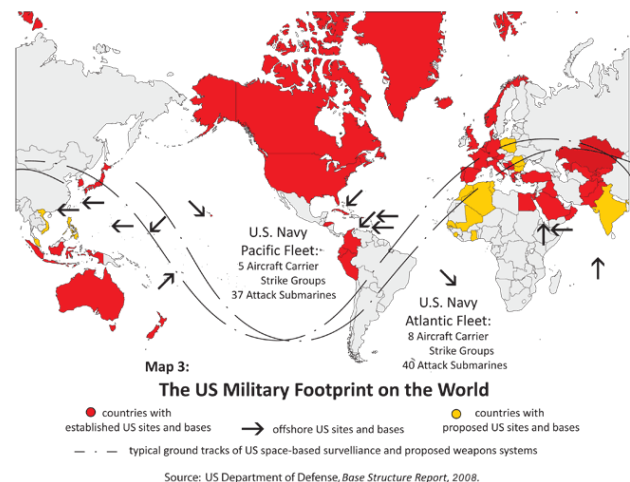 U.S. Navy
Pacific Fleet:
5 Aircraft Carrier
Strike Groups
37 Attack Submarines
U.S. Navy
Atlantic Fleet:
8 Aircraft Carrier
Strike Groups
40 Attack Submarines
Map 3:
The US Military Footprint on the World
countries with
established US sites and bases
offshore US sites and bases
countries with
proposed US sites and bases
typical ground tracks of US space-based survelliance and proposed weapons systems
Source: US Department of Defense, Base Structure Report, 2008.